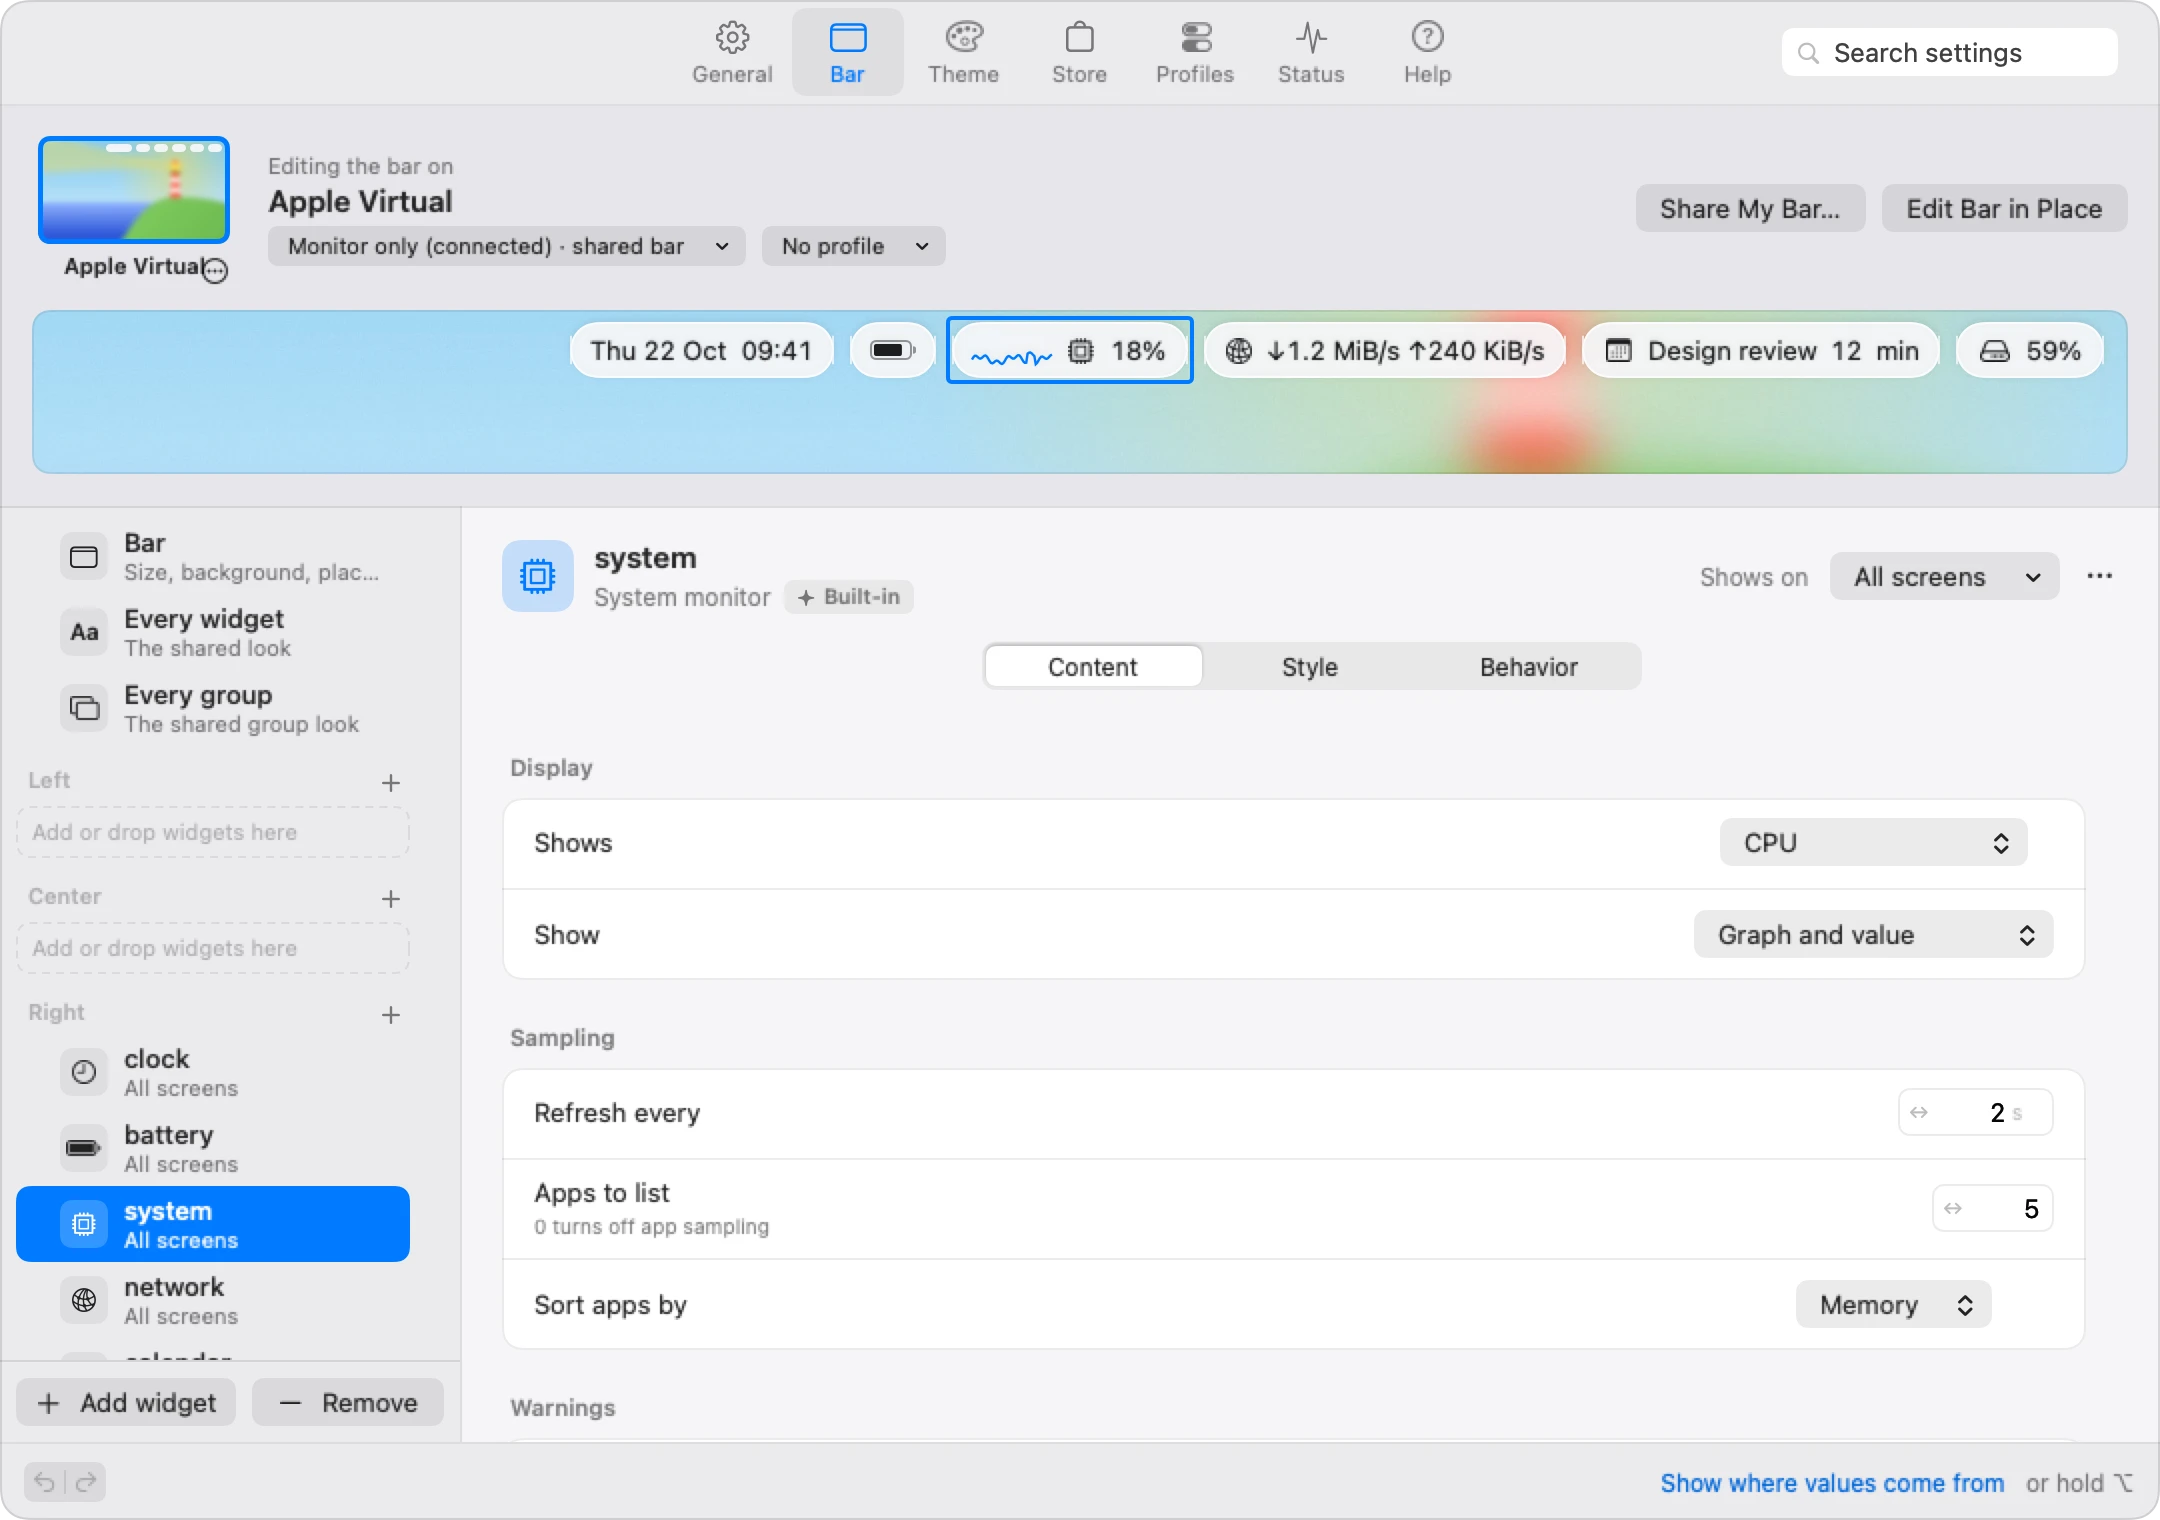 General
Bar
Theme
Store
Profiles
Status
Help
Search settings
Editing the bar on
Apple Virtual
Monitor only (connected) · shared bar
No profile
Apple Virtual
Share My Bar...
Edit Bar in Place
Thu 22 Oct 09:41
18%
↓1.2 MiB/s ↑240 KiB/s
Design review 12 min
59%
Bar
Size, background, plac...
Aa
Every widget
The shared look
Every group
The shared group look
Left
Add or drop widgets here
Center
Add or drop widgets here
Right
clock
All screens
battery
All screens
system
All screens
network
All screens
Add widget
Remove
system
System monitor
Built-in
Shows on
All screens
Content
Style
Behavior
Display
Shows
CPU
Show
Graph and value
Sampling
Refresh every
2 s
Apps to list
0 turns off app sampling
5
Sort apps by
Memory
Warnings
Show where values come from or hold ⌥